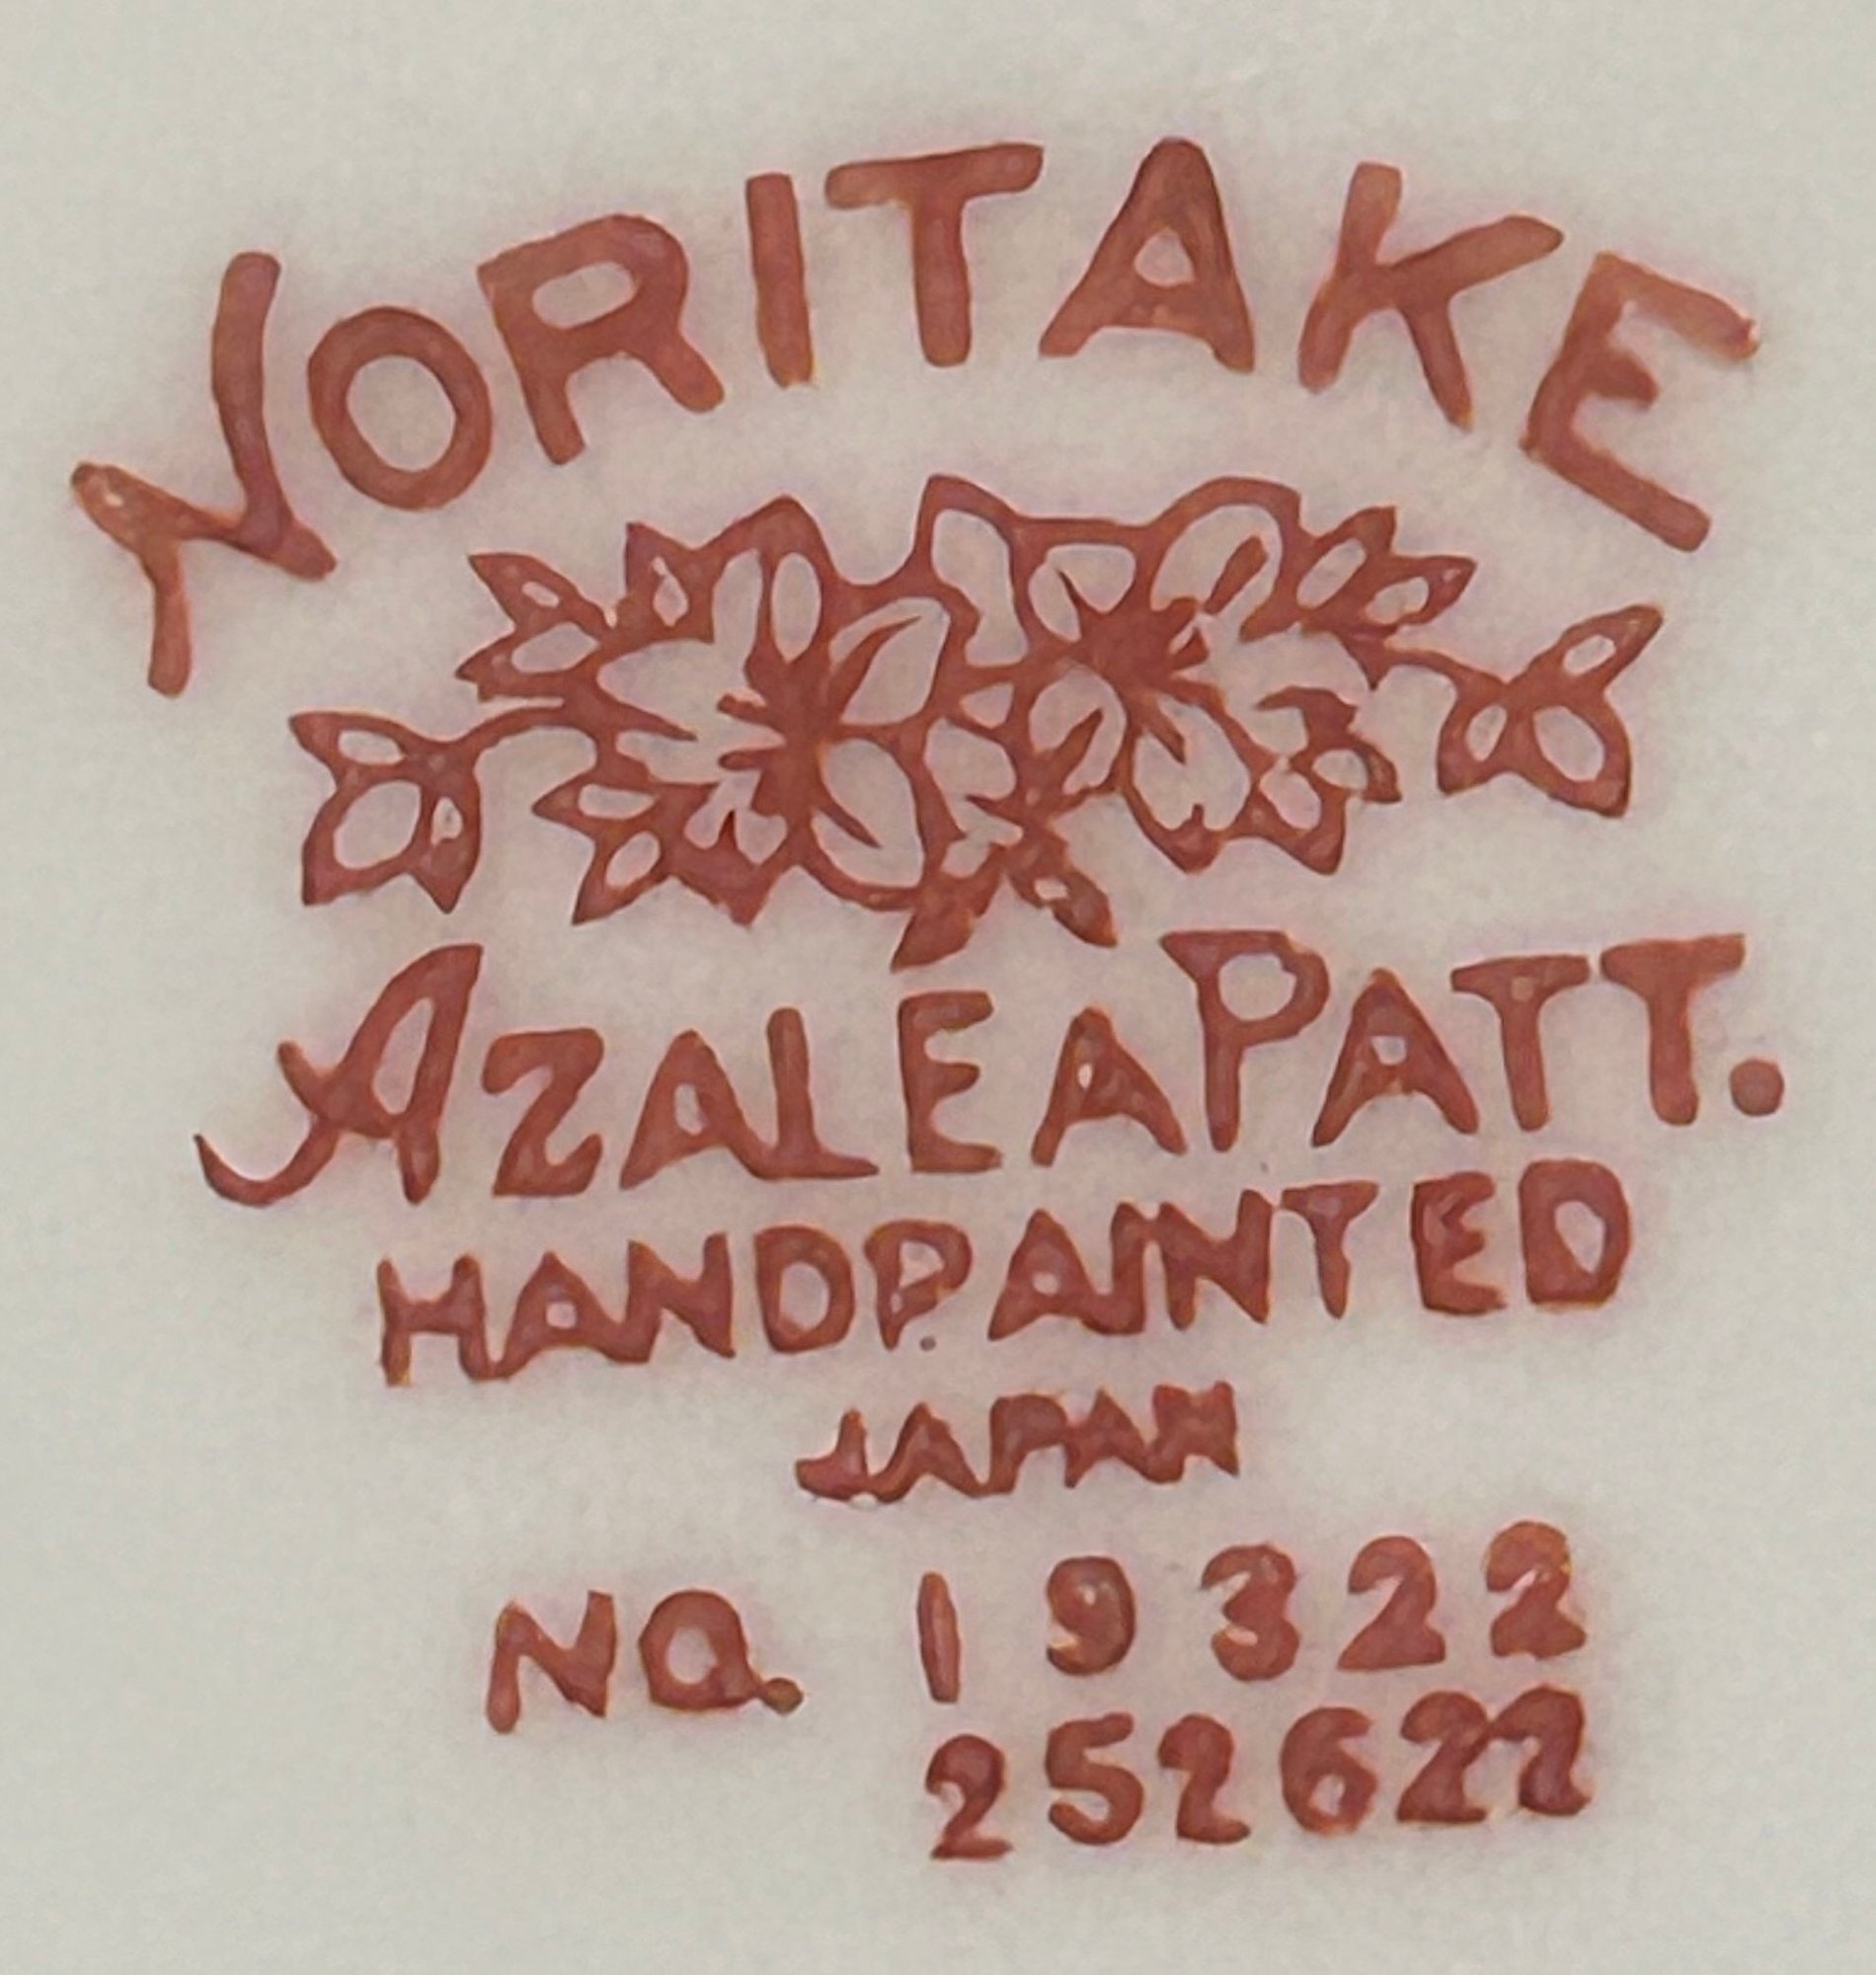 NORITAKE
AZALEA PATT.
HANDPAINTED
JAPAN
NO. 19322
252622